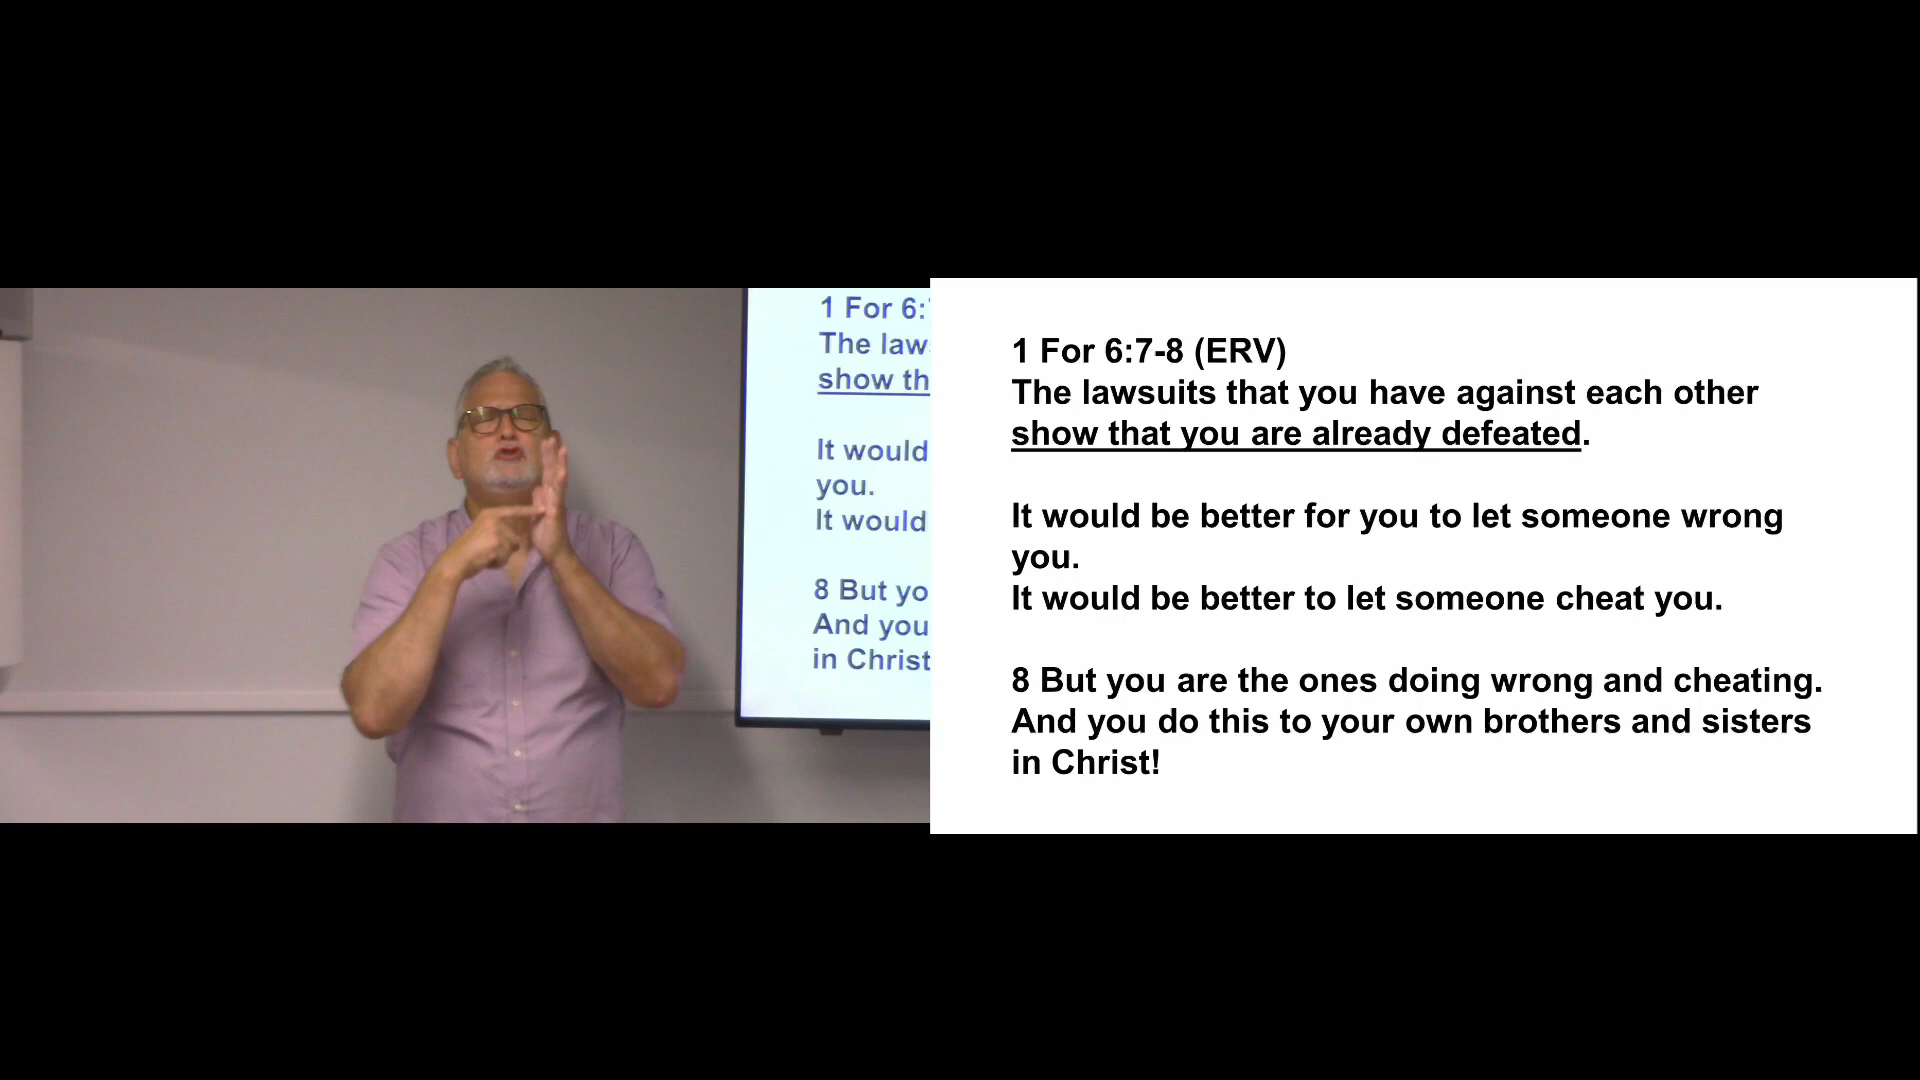 1 For 6:7
The law
show th
It would
you.
It would
8 But yo
And you
in Christ
1 For 6:7-8 (ERV)
The lawsuits that you have against each other
show that you are already defeated.
It would be better for you to let someone wrong
you.
It would be better to let someone cheat you.
8 But you are the ones doing wrong and cheating.
And you do this to your own brothers and sisters
in Christ!